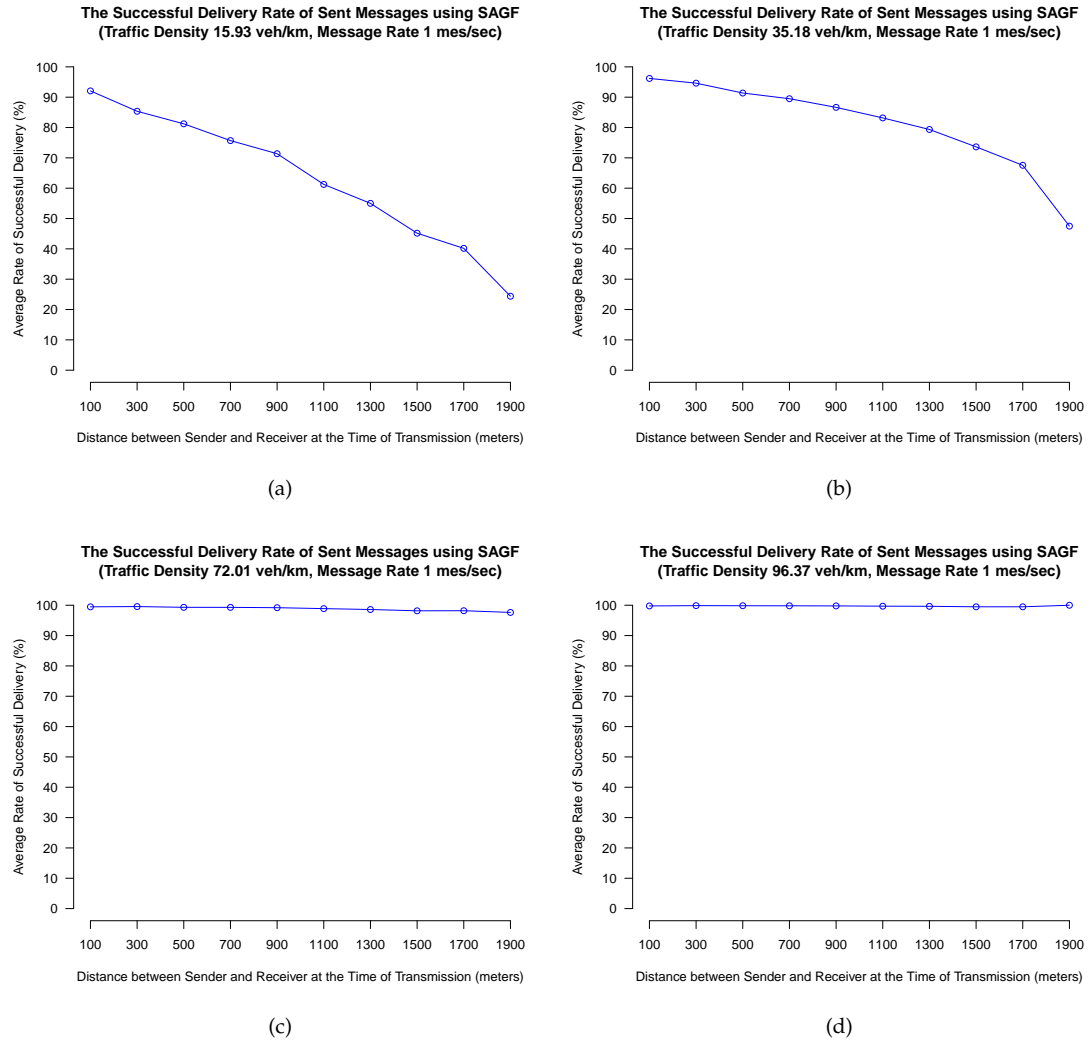 The Successful Delivery Rate of Sent Messages using SAGF
(Traffic Density 15.93 veh/km, Message Rate 1 mes/sec)
Average Rate of Successful Delivery (%)
100
90
80
70
60
50
40
30
20
10
0
100 300 500 700 900 1100 1300 1500 1700 1900
Distance between Sender and Receiver at the Time of Transmission (meters)
(a)
The Successful Delivery Rate of Sent Messages using SAGF
(Traffic Density 35.18 veh/km, Message Rate 1 mes/sec)
Average Rate of Successful Delivery (%)
100
90
80
70
60
50
40
30
20
10
0
100 300 500 700 900 1100 1300 1500 1700 1900
Distance between Sender and Receiver at the Time of Transmission (meters)
(b)
The Successful Delivery Rate of Sent Messages using SAGF
(Traffic Density 72.01 veh/km, Message Rate 1 mes/sec)
Average Rate of Successful Delivery (%)
100
90
80
70
60
50
40
30
20
10
0
100 300 500 700 900 1100 1300 1500 1700 1900
Distance between Sender and Receiver at the Time of Transmission (meters)
(c)
The Successful Delivery Rate of Sent Messages using SAGF
(Traffic Density 96.37 veh/km, Message Rate 1 mes/sec)
Average Rate of Successful Delivery (%)
100
90
80
70
60
50
40
30
20
10
0
100 300 500 700 900 1100 1300 1500 1700 1900
Distance between Sender and Receiver at the Time of Transmission (meters)
(d)